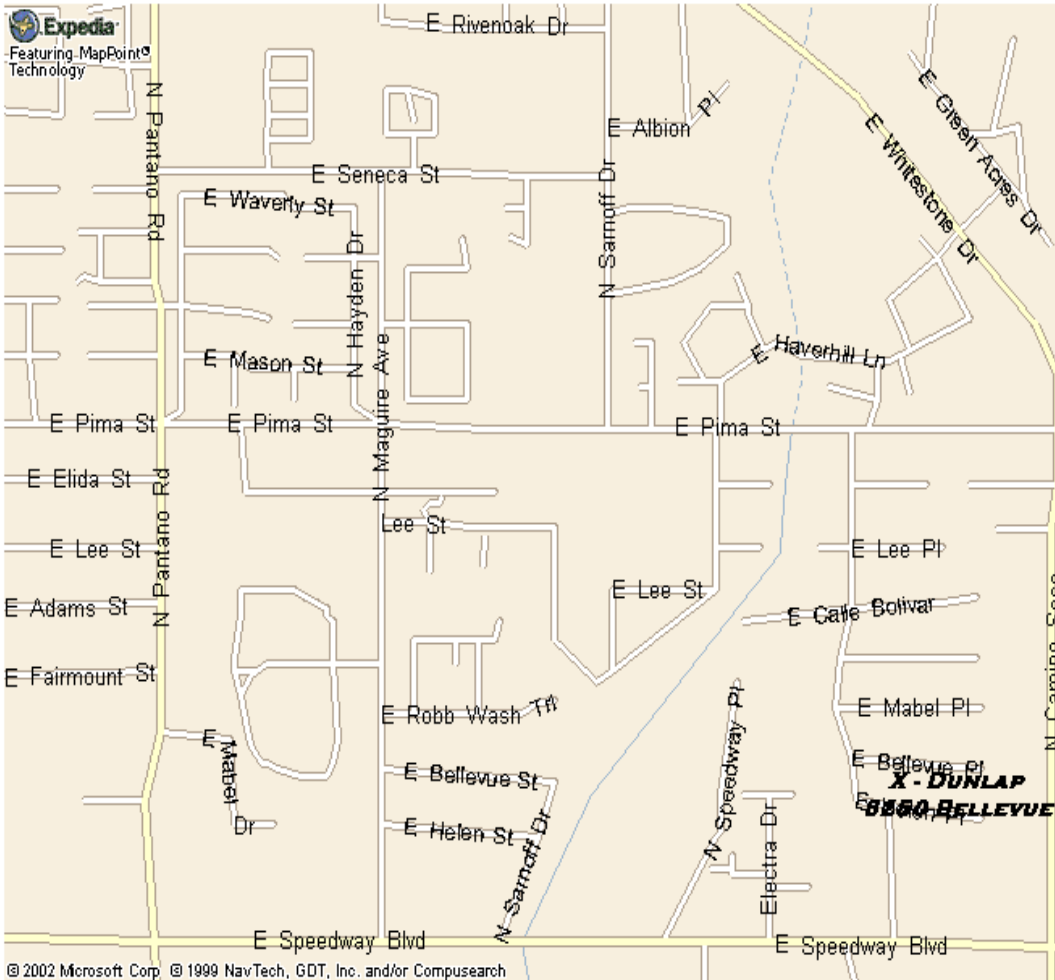 Expedia
Featuring MapPoint®
Technology
E Rivenoak Dr
N Pantano Rd
E Albion Pl
E Green Acres Dr
E Whitestone Dr
E Seneca St
E Waverly St
N Sarnoff Dr
N Hayden Dr
E Mason St
N Maguire Ave
E Haverhill Ln
E Pima St
E Pima St
E Pima St
E Elida St
N Pantano Rd
Lee St
E Lee St
E Lee Pl
E Lee St
E Adams St
E Calle Bolivar
E Fairmount St
E Robb Wash Trl
E Mabel Pl
N Speedway Pl
E Mabel Dr
E Bellevue St
E Bellevue Pl
X - DUNLAP
BELLEVUE
E Helen St
N Sarnoff Dr
Electra Dr
E Speedway Blvd
E Speedway Blvd
© 2002 Microsoft Corp © 1999 NavTech, GDT, Inc. and/or Compusearch